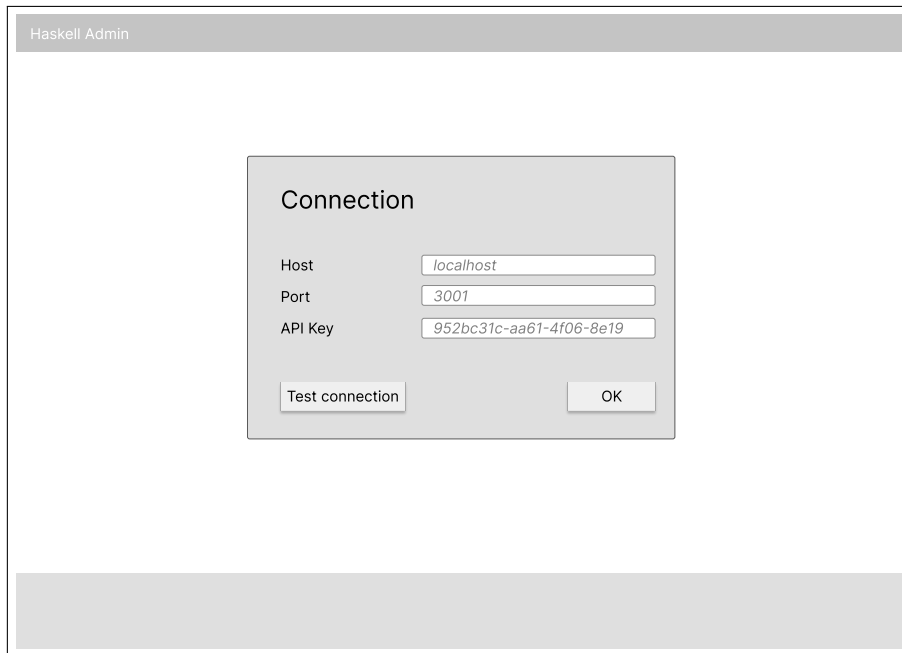 Haskell Admin
Connection
Host localhost
Port 3001
API Key 952bc31c-aa61-4f06-8e19
Test connection OK